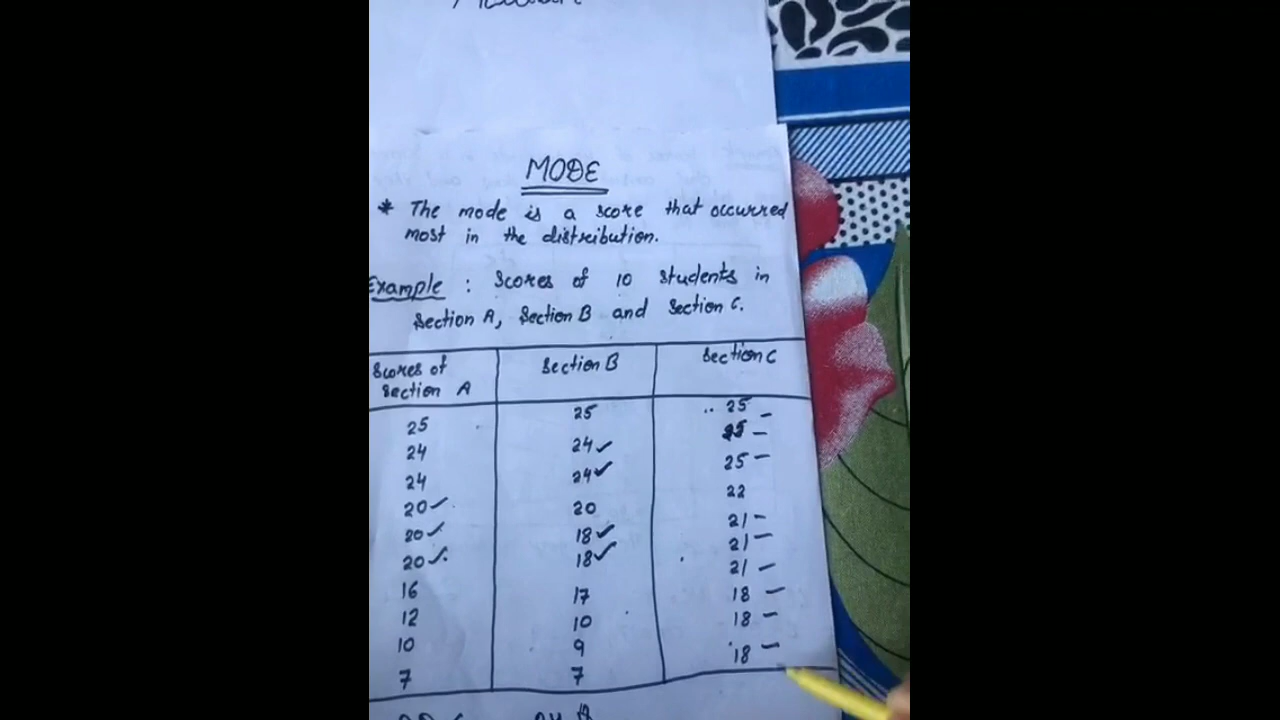 MODE
* The mode is a score that occurred
most in the distribution.
Example : Scores of 10 students in
Section A, Section B and Section C.
Scores of Section A | Section B | Section C
25 | 25 | 25
24 | 24 ✓ | 25
24 | 24 ✓ | 25
20 ✓ | 20 | 22
20 ✓ | 18 ✓ | 21
20 ✓ | 18 ✓ | 21
16 | 17 | 21
12 | 10 | 18
10 | 9 | 18
7 | 7 | 18